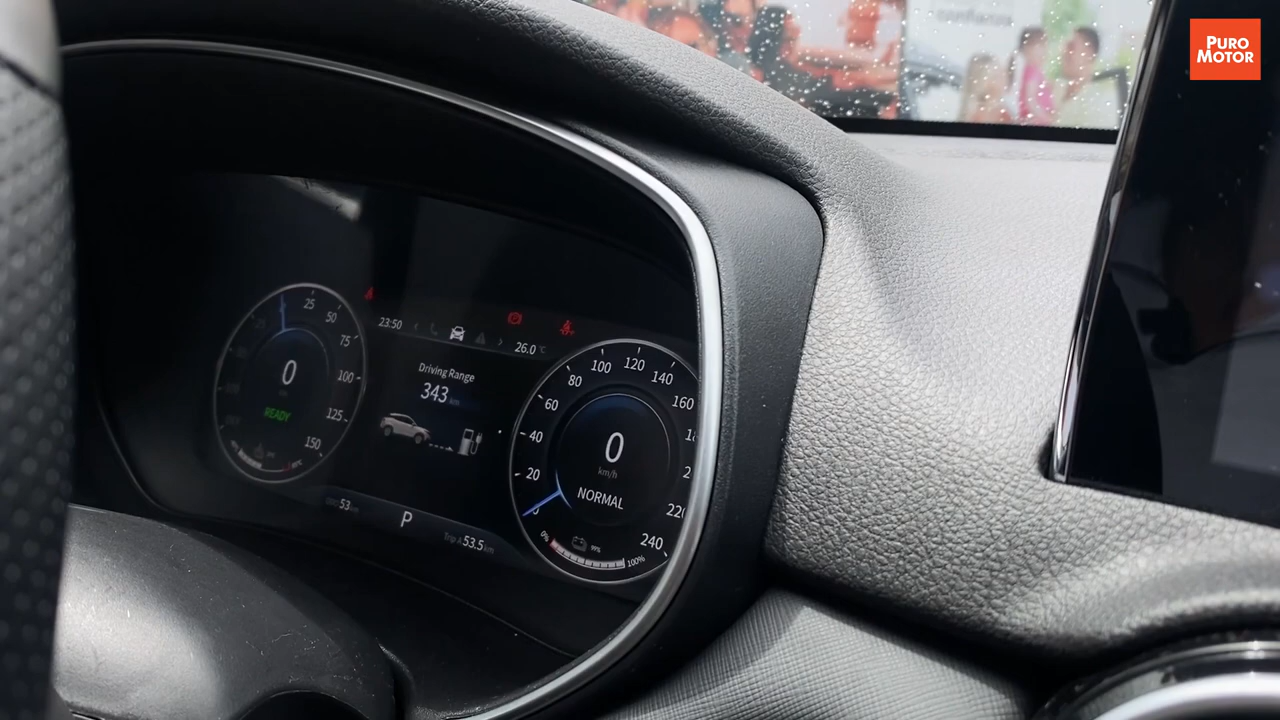 PURO
MOTOR
25
50
75
100
125
150
0
READY
23:50
26.0 °C
Driving Range
343 km
53 km
P
Trip A 53.5 km
0
20
40
60
80
100
120
140
160
220
240
0
km/h
NORMAL
0%
99%
100%